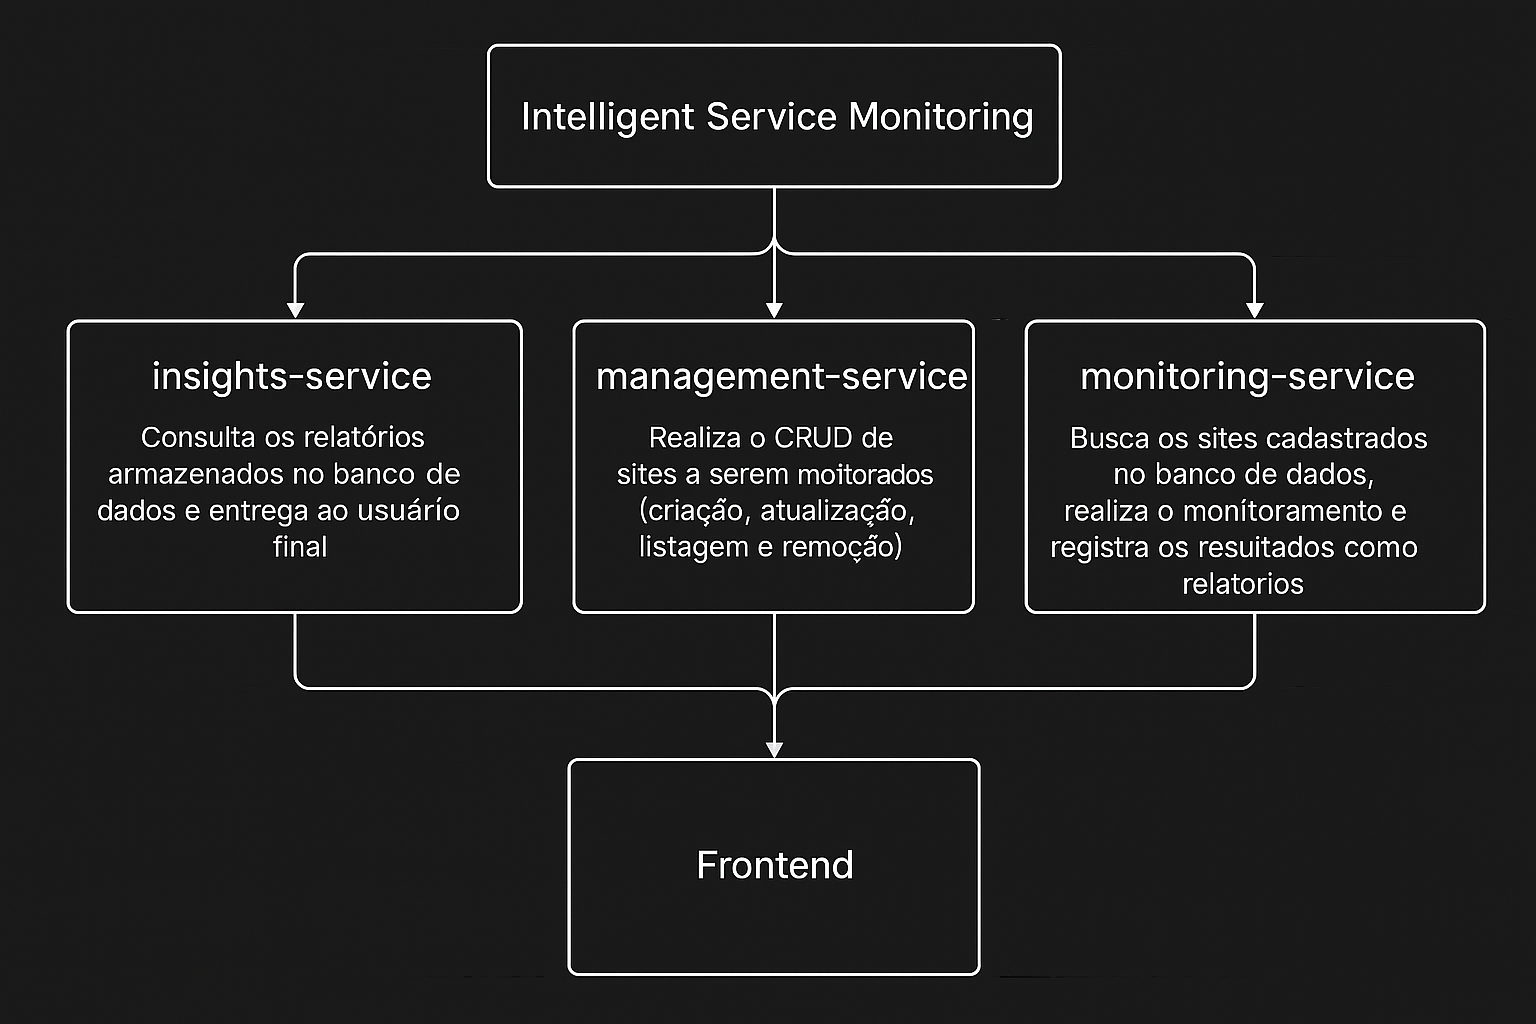 Intelligent Service Monitoring
insights-service
Consulta os relatórios
armazenados no banco de
dados e entrega ao usuárío
final
management-service
Realiza o CRUD de
sites a serem moitorados
(criação, atualização,
listagem e remoção)
monitoring-service
Busca os sites cadastrados
no banco de dados,
realiza o monítoramento e
registra os resuitados como
relatorios
Frontend